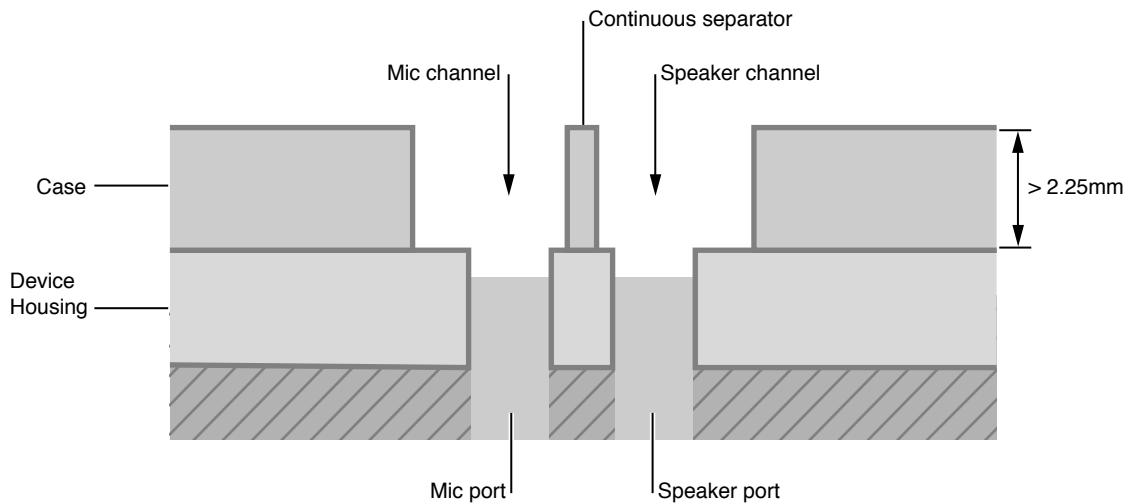 Continuous separator
Mic channel
Speaker channel
Case
> 2.25mm
Device
Housing
Mic port
Speaker port